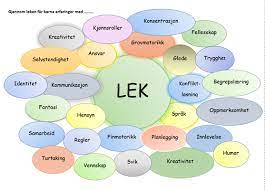 Gjennom leken får barna erfaringer med........
Kjønnsroller
Konsentrasjon
Kreativitet
Fellesskap
Grovmotorikk
Ansvar
Selvstendighet
Glede
Trygghet
Identitet
Kommunikasjon
Konflikt-
løsning
Begrepslæring
LEK
Fantasi
Hensyn
Språk
Oppmerksomhet
Samarbeid
Regler
Finmotorikk
Planlegging
Innlevelse
Turtaking
Vennskap
Svik
Kreativitet
Humor